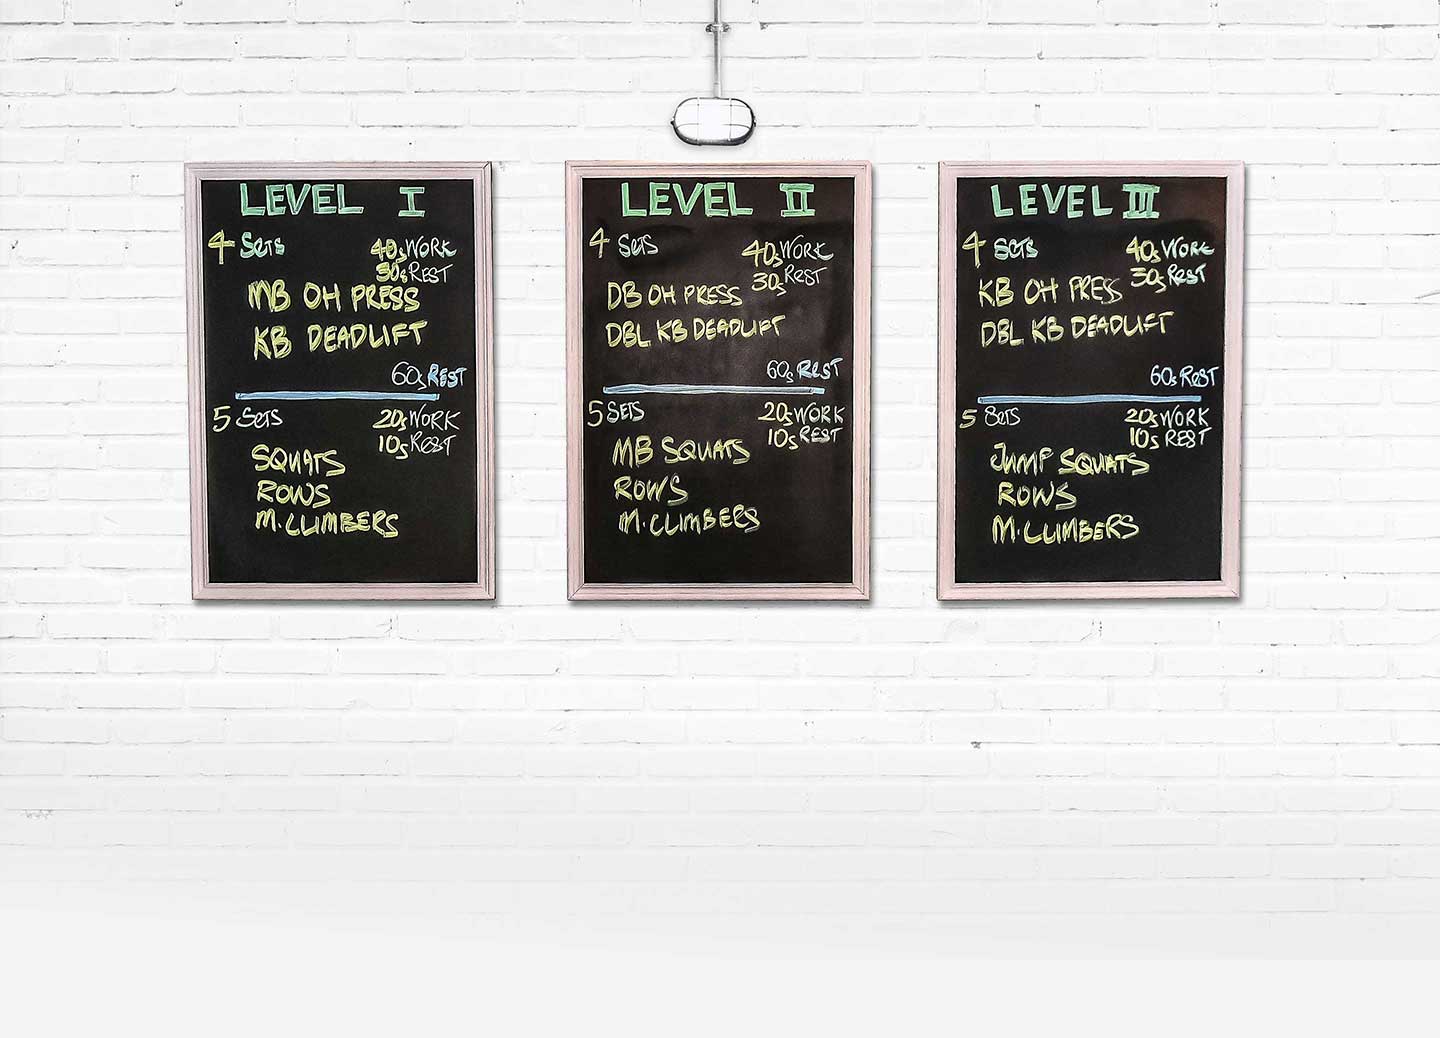 LEVEL I
4 SETS 40s WORK
30s REST
MB OH PRESS
KB DEADLIFT
60s REST
5 SETS 20s WORK
10s REST
SQUATS
ROWS
M. CLIMBERS
LEVEL II
4 SETS 40s WORK
30s REST
DB OH PRESS
DBL KB DEADLIFT
60s REST
5 SETS 20s WORK
10s REST
MB SQUATS
ROWS
M. CLIMBERS
LEVEL III
4 SETS 40s WORK
30s REST
KB OH PRESS
DBL KB DEADLIFT
60s REST
5 SETS 20s WORK
10s REST
JUMP SQUATS
ROWS
M. CLIMBERS